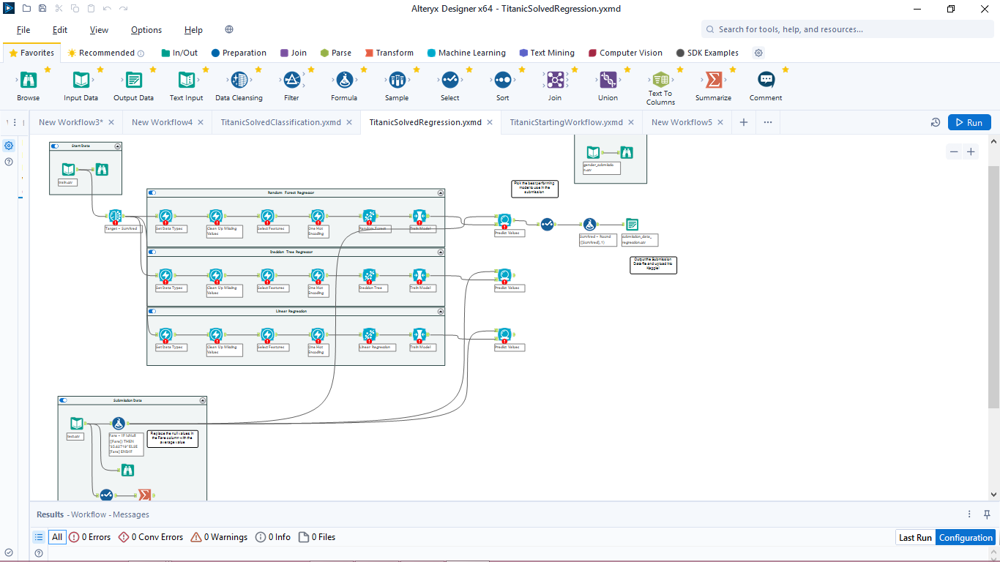 Alteryx Designer x64 - TitanicSolvedRegression.yxmd
File Edit View Options Help
Search for tools, help, and resources...
Favorites Recommended In/Out Preparation Join Parse Transform Machine Learning Text Mining Computer Vision SDK Examples
Browse Input Data Output Data Text Input Data Cleansing Filter Formula Sample Select Sort Join Union Text To Columns Summarize Comment
New Workflow3* New Workflow4 TitanicSolvedClassification.yxmd TitanicSolvedRegression.yxmd TitanicStartingWorkflow.yxmd New Workflow5
Run
Start Data
train.csv
gender_submission.csv
Pick the best performing
model to use in the
submission
Target = Survived
Random Forest Regressor
Set Data Types
Clean Up Missing
Values
Select Features
One Hot
Encoding
Random Forest
Train Model
Predict Values
Survived = Round
([Survived],1)
submission_data_
regression.csv
Output the Submission
Data file and upload into
Kaggle!
Decision Tree Regressor
Set Data Types
Clean Up Missing
Values
Select Features
One Hot
Encoding
Decision Tree
Train Model
Predict Values
Linear Regression
Set Data Types
Clean Up Missing
Values
Select Features
One Hot
Encoding
Linear Regression
Train Model
Predict Values
Submission Data
test.csv
Fare = IF IsNull
([Fare]) THEN
"35.62719" ELSE
[Fare] ENDIF
Replace the null values in
the Fare column with the
average value
Results - Workflow - Messages
All 0 Errors 0 Conv Errors 0 Warnings 0 Info 0 Files
Last Run Configuration